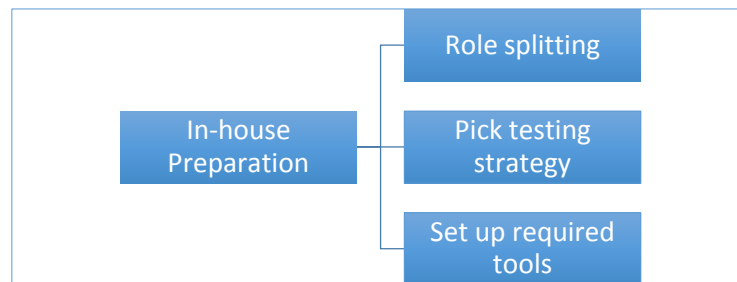 Role splitting
In-house
Preparation
Pick testing
strategy
Set up required
tools